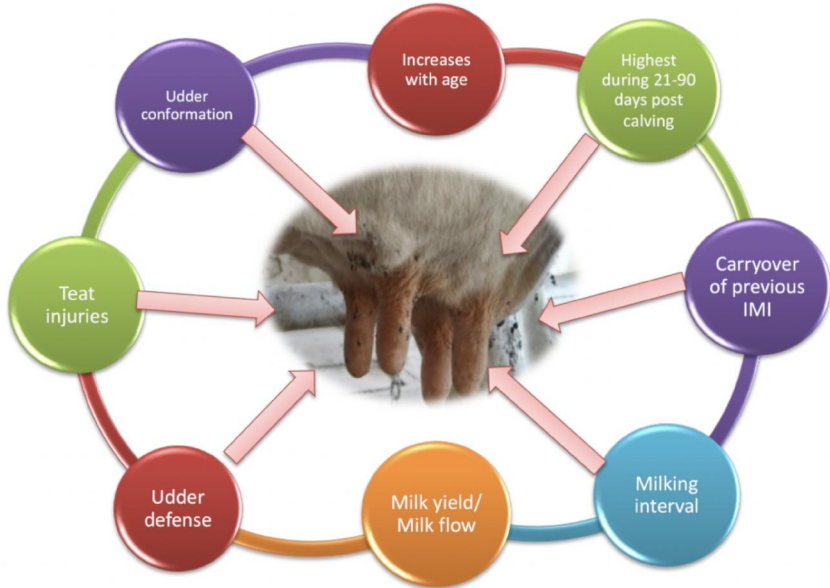 Increases
with age
Highest
during 21-90
days post
calving
Carryover
of previous
IMI
Milking
interval
Milk yield/
Milk flow
Udder
defense
Teat
injuries
Udder
conformation